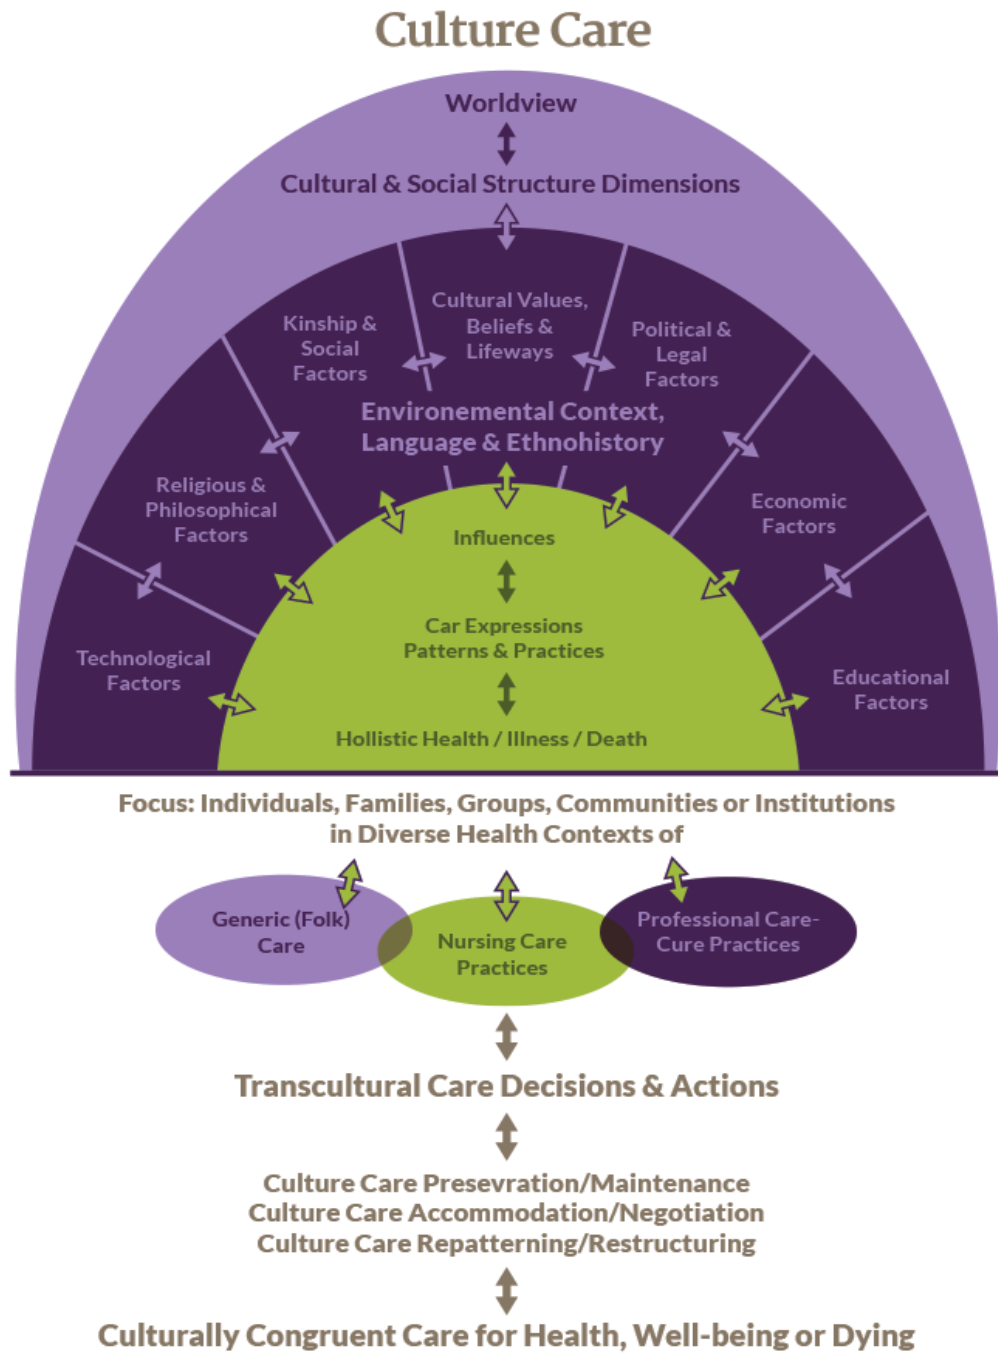 Culture Care
Worldview
Cultural & Social Structure Dimensions
Cultural Values,
Beliefs &
Lifeways
Kinship &
Social
Factors
Political &
Legal
Factors
Environemental Context,
Language & Ethnohistory
Religious &
Philosophical
Factors
Economic
Factors
Technological
Factors
Educational
Factors
Influences
Car Expressions
Patterns & Practices
Hollistic Health / Illness / Death
Focus: Individuals, Families, Groups, Communities or Institutions
in Diverse Health Contexts of
Generic (Folk)
Care
Nursing Care
Practices
Professional Care-
Cure Practices
Transcultural Care Decisions & Actions
Culture Care Presevration/Maintenance
Culture Care Accommodation/Negotiation
Culture Care Repatterning/Restructuring
Culturally Congruent Care for Health, Well-being or Dying